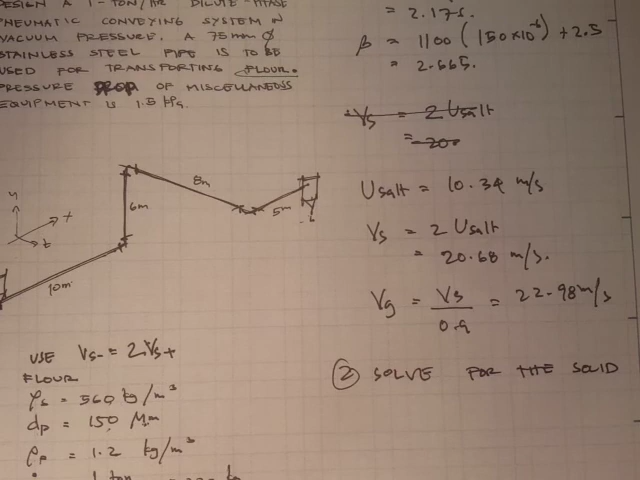 DESIGN A 1-TON/HR DILUTE-PHASE
PNEUMATIC CONVEYING SYSTEM IN
VACUUM PRESSURE. A 75mm Ø
STAINLESS STEEL PIPE IS TO BE
USED FOR TRANSPORTING FLOUR.
PRESSURE DROP OF MISCELLANEOUS
EQUIPMENT IS 1.5 kPa.
y
x
z
10m
6m
8m
5m
USE Vs = 2Vs+
FLOUR
ρs = 560 kg/m³
dp = 150 μm
ρp = 1.2 kg/m³
1 ton
= 2.175.
β = 1100 (150×10⁻⁶) + 2.5
= 2.665.
Vs = 2 Usalt
= 20
Usalt = 10.34 m/s
Vs = 2 Usalt
= 20.68 m/s.
Vg = Vs / 0.9 = 22.98 m/s
② SOLVE FOR THE SOLID